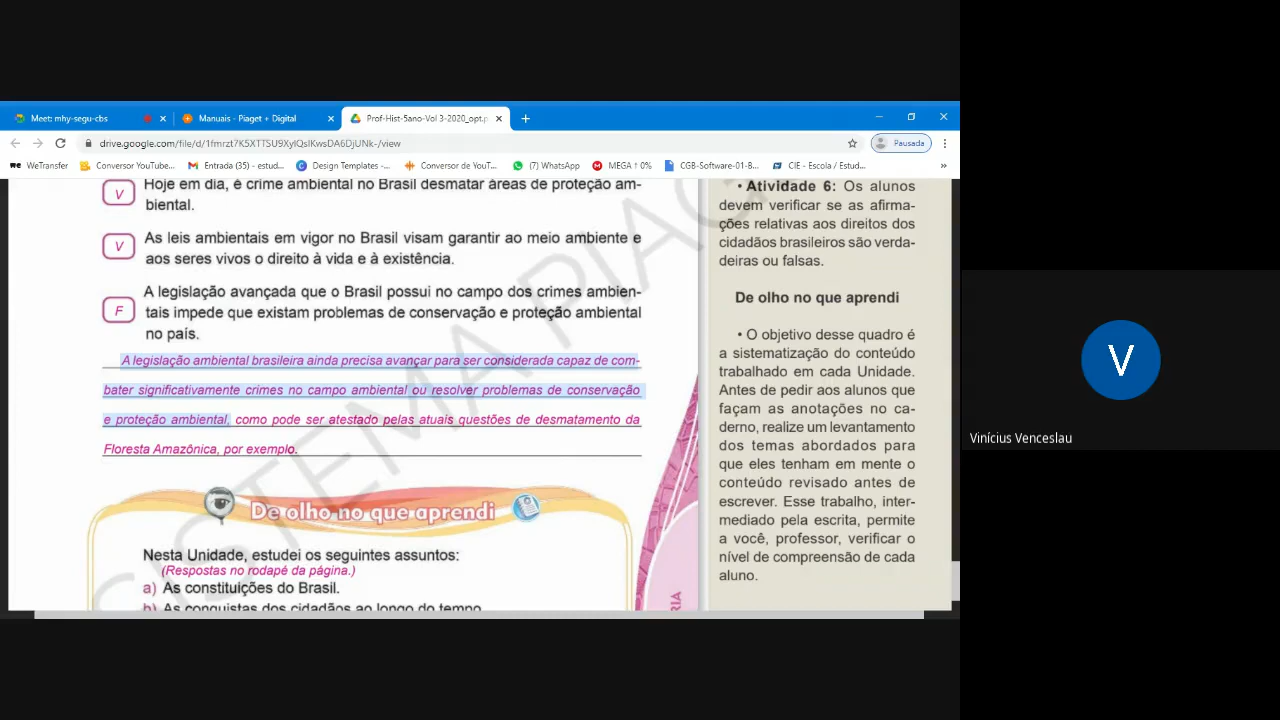 Meet: mhy-segu-cbs
Manuais - Piaget + Digital
Prof-Hist-5ano-Vol 3-2020_opt.p
drive.google.com/file/d/1fmrzt7K5XTTSU9XyIQsIKwsDA6DjUNk-/view
Pausada
WeTransfer
Conversor YouTube...
Entrada (35) - estud...
Design Templates -...
Conversor de YouT...
(7) WhatsApp
MEGA ↑ 0%
CGB-Software-01-B...
CIE - Escola / Estud...
»
V
Hoje em dia, é crime ambiental no Brasil desmatar áreas de proteção am-
biental.
V
As leis ambientais em vigor no Brasil visam garantir ao meio ambiente e
aos seres vivos o direito à vida e à existência.
F
A legislação avançada que o Brasil possui no campo dos crimes ambien-
tais impede que existam problemas de conservação e proteção ambiental
no país.
A legislação ambiental brasileira ainda precisa avançar para ser considerada capaz de com-
bater significativamente crimes no campo ambiental ou resolver problemas de conservação
e proteção ambiental, como pode ser atestado pelas atuais questões de desmatamento da
Floresta Amazônica, por exemplo.
De olho no que aprendi
Nesta Unidade, estudei os seguintes assuntos:
(Respostas no rodapé da página.)
a) As constituições do Brasil.
b) As conquistas dos cidadãos ao longo do tempo
SISTEMA PIAG
RIA
• Atividade 6: Os alunos
devem verificar se as afirma-
ções relativas aos direitos dos
cidadãos brasileiros são verda-
deiras ou falsas.
De olho no que aprendi
• O objetivo desse quadro é
a sistematização do conteúdo
trabalhado em cada Unidade.
Antes de pedir aos alunos que
façam as anotações no ca-
derno, realize um levantamento
dos temas abordados para
que eles tenham em mente o
conteúdo revisado antes de
escrever. Esse trabalho, inter-
mediado pela escrita, permite
a você, professor, verificar o
nível de compreensão de cada
aluno.
V
Vinícius Venceslau